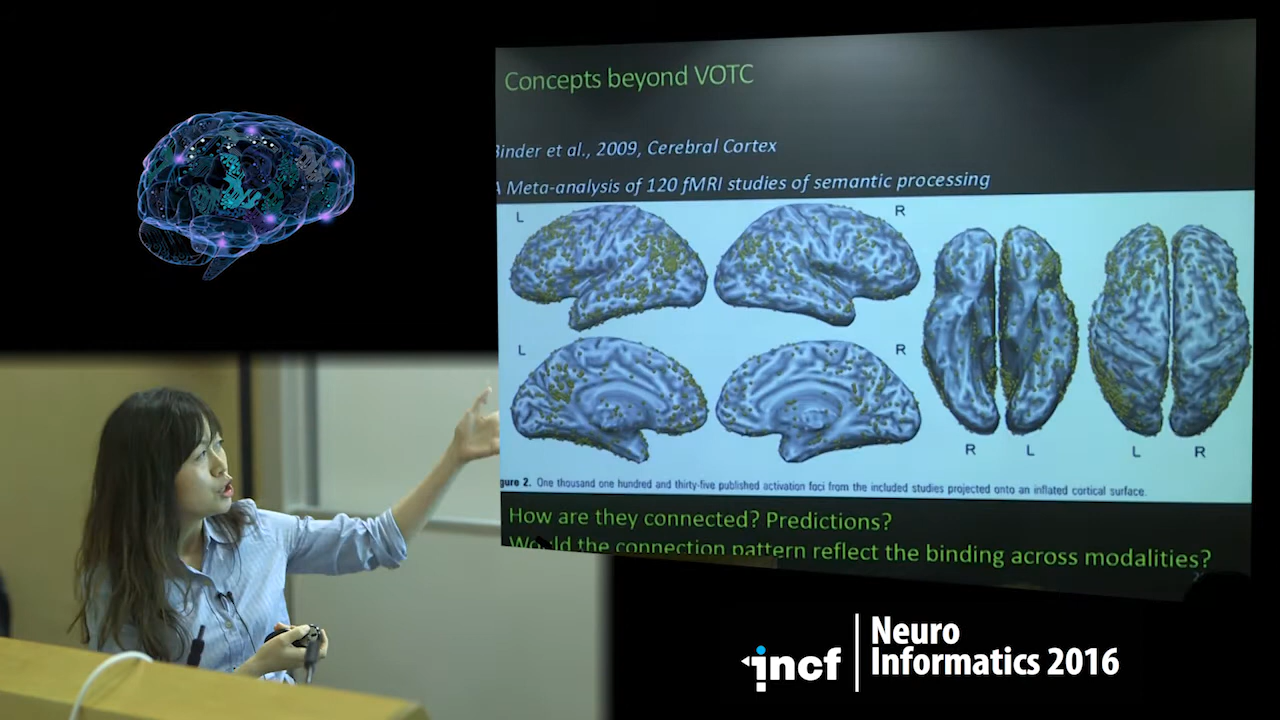 Concepts beyond VOTC
Binder et al., 2009, Cerebral Cortex
A Meta-analysis of 120 fMRI studies of semantic processing
L
R
L
R
R
L
L
R
gure 2. One thousand one hundred and thirty-five published activation foci from the included studies projected onto an inflated cortical surface.
How are they connected? Predictions?
Would the connection pattern reflect the binding across modalities?
incf
Neuro
Informatics 2016